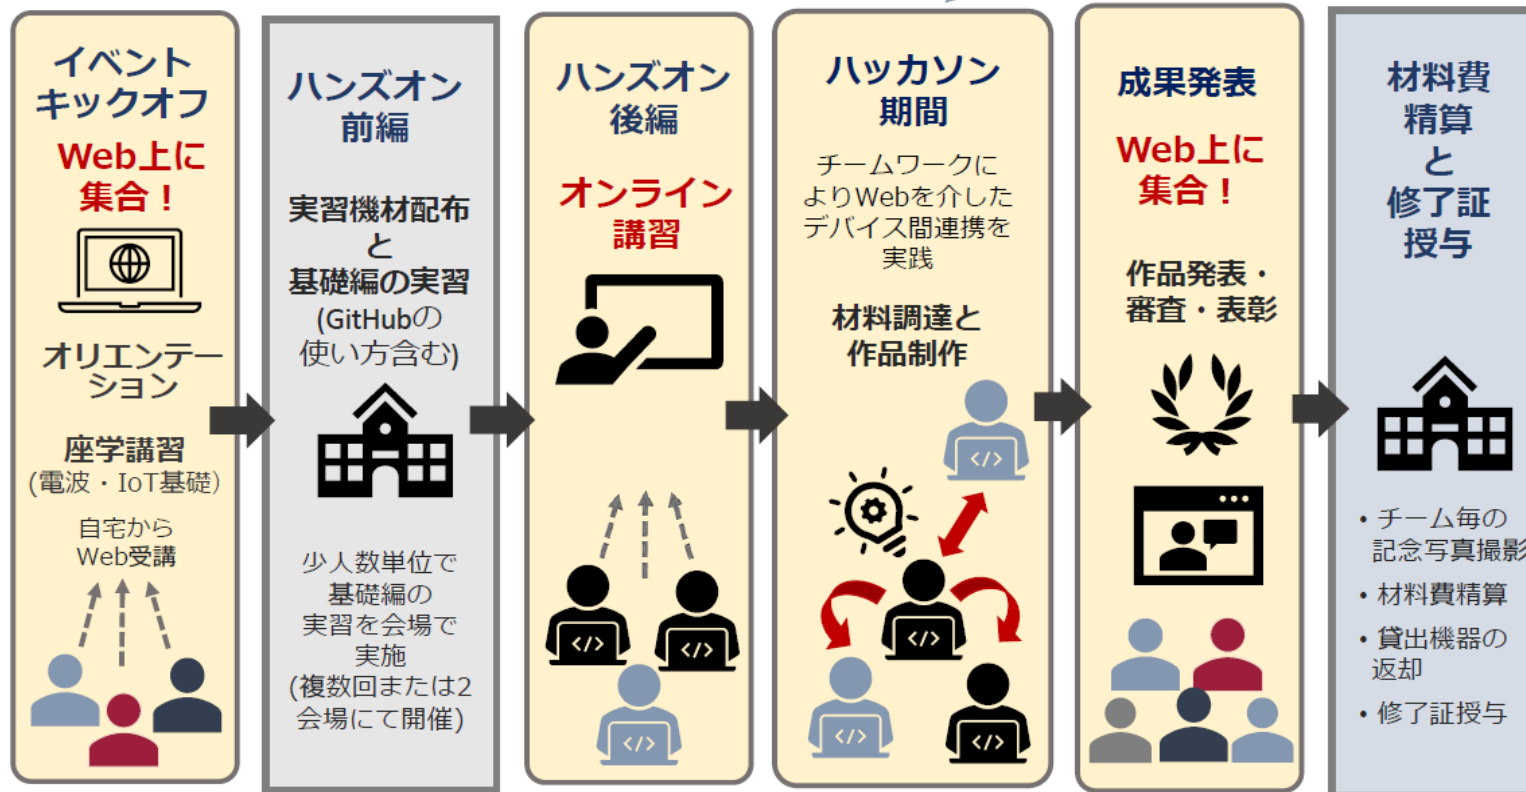 イベント
キックオフ
Web上に
集合！
オリエンテー
ション
座学講習
(電波・IoT基礎)
自宅から
Web受講
ハンズオン
前編
実習機材配布
と
基礎編の実習
(GitHubの
使い方含む)
少人数単位で
基礎編の
実習を会場で
実施
(複数回または2
会場にて開催)
ハンズオン
後編
オンライン
講習
</>
</>
</>
ハッカソン
期間
チームワークに
よりWebを介した
デバイス間連携を
実践
材料調達と
作品制作
</>
</>
</>
</>
成果発表
Web上に
集合！
作品発表・
審査・表彰
材料費
精算
と
修了証
授与
・チーム毎の
記念写真撮影
・材料費精算
・貸出機器の
返却
・修了証授与